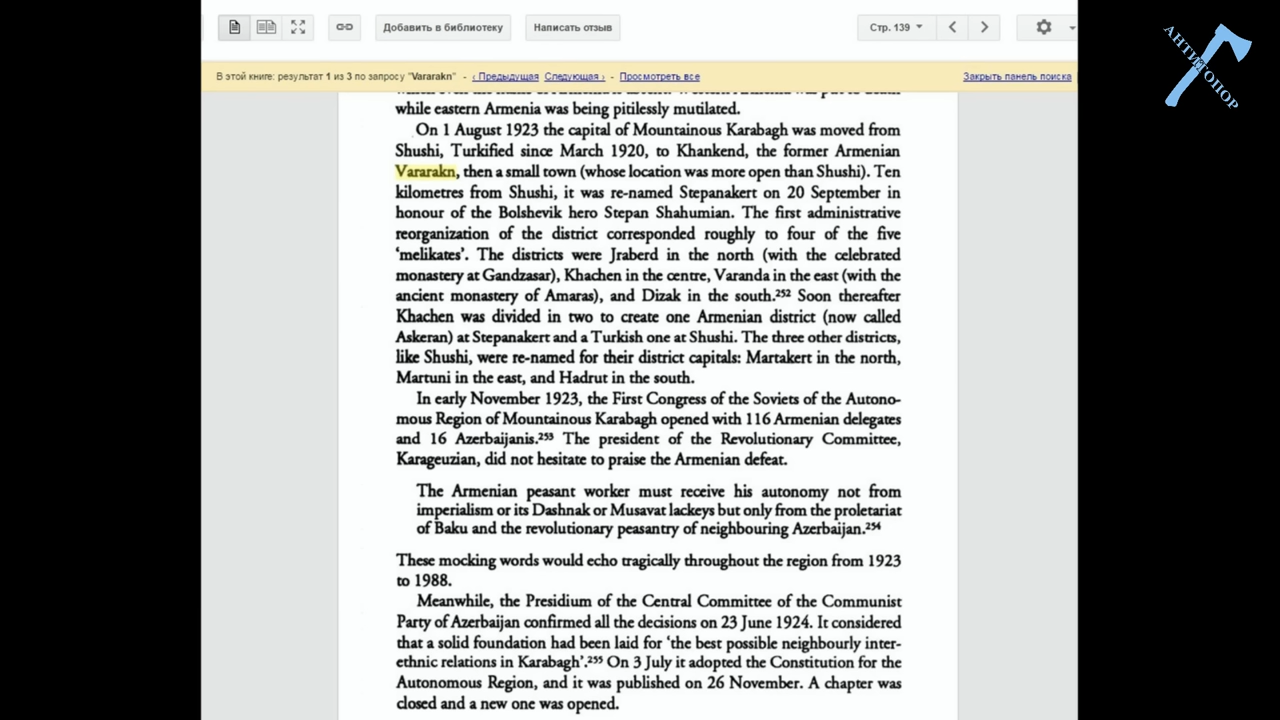 Добавить в библиотеку
Написать отзыв
Стр. 139
АНТИТОПОР
В этой книге: результат 1 из 3 по запросу "Vararakn" - ‹ Предыдущая Следующая › - Просмотреть все
Закрыть панель поиска
while eastern Armenia was being pitilessly mutilated.
On 1 August 1923 the capital of Mountainous Karabagh was moved from
Shushi, Turkified since March 1920, to Khankend, the former Armenian
Vararakn, then a small town (whose location was more open than Shushi). Ten
kilometres from Shushi, it was re-named Stepanakert on 20 September in
honour of the Bolshevik hero Stepan Shahumian. The first administrative
reorganization of the district corresponded roughly to four of the five
‘melikates’. The districts were Jraberd in the north (with the celebrated
monastery at Gandzasar), Khachen in the centre, Varanda in the east (with the
ancient monastery of Amaras), and Dizak in the south.²⁵² Soon thereafter
Khachen was divided in two to create one Armenian district (now called
Askeran) at Stepanakert and a Turkish one at Shushi. The three other districts,
like Shushi, were re-named for their district capitals: Martakert in the north,
Martuni in the east, and Hadrut in the south.
In early November 1923, the First Congress of the Soviets of the Autono-
mous Region of Mountainous Karabagh opened with 116 Armenian delegates
and 16 Azerbaijanis.²⁵³ The president of the Revolutionary Committee,
Karageuzian, did not hesitate to praise the Armenian defeat.
The Armenian peasant worker must receive his autonomy not from
imperialism or its Dashnak or Musavat lackeys but only from the proletariat
of Baku and the revolutionary peasantry of neighbouring Azerbaijan.²⁵⁴
These mocking words would echo tragically throughout the region from 1923
to 1988.
Meanwhile, the Presidium of the Central Committee of the Communist
Party of Azerbaijan confirmed all the decisions on 23 June 1924. It considered
that a solid foundation had been laid for ‘the best possible neighbourly inter-
ethnic relations in Karabagh’.²⁵⁵ On 3 July it adopted the Constitution for the
Autonomous Region, and it was published on 26 November. A chapter was
closed and a new one was opened.